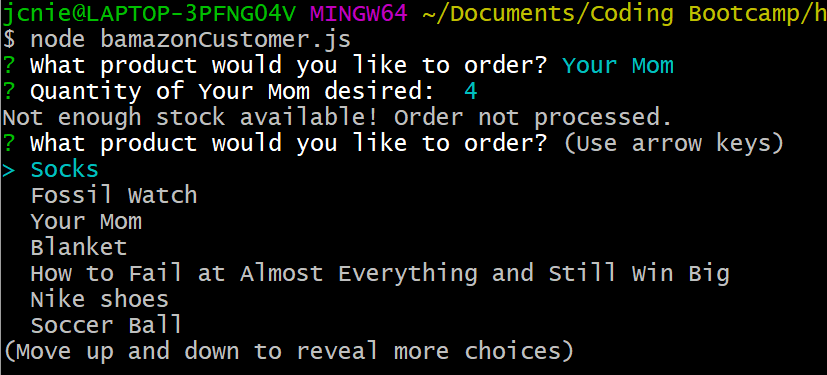 jcnie@LAPTOP-3PFNGO4V MINGW64 ~/Documents/Coding Bootcamp/h
$ node bamazonCustomer.js
? What product would you like to order? Your Mom
? Quantity of Your Mom desired:  4
Not enough stock available! Order not processed.
? What product would you like to order? (Use arrow keys)
> Socks
  Fossil Watch
  Your Mom
  Blanket
  How to Fail at Almost Everything and Still Win Big
  Nike shoes
  Soccer Ball
(Move up and down to reveal more choices)